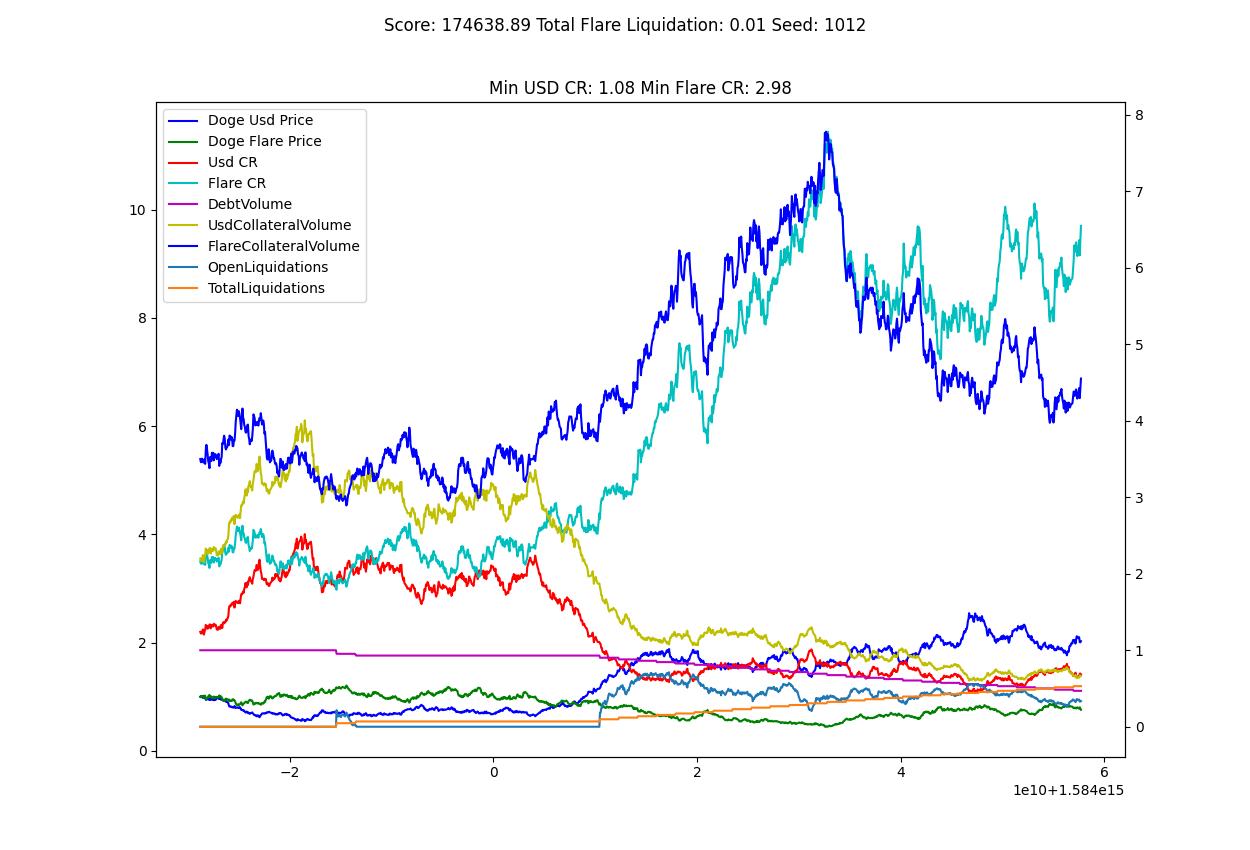 Score: 174638.89 Total Flare Liquidation: 0.01 Seed: 1012
Min USD CR: 1.08 Min Flare CR: 2.98
Doge Usd Price
Doge Flare Price
Usd CR
Flare CR
DebtVolume
UsdCollateralVolume
FlareCollateralVolume
OpenLiquidations
TotalLiquidations
10
8
6
4
2
0
8
7
6
5
4
3
2
1
0
−2 0 2 4 6
1e10+1.584e15